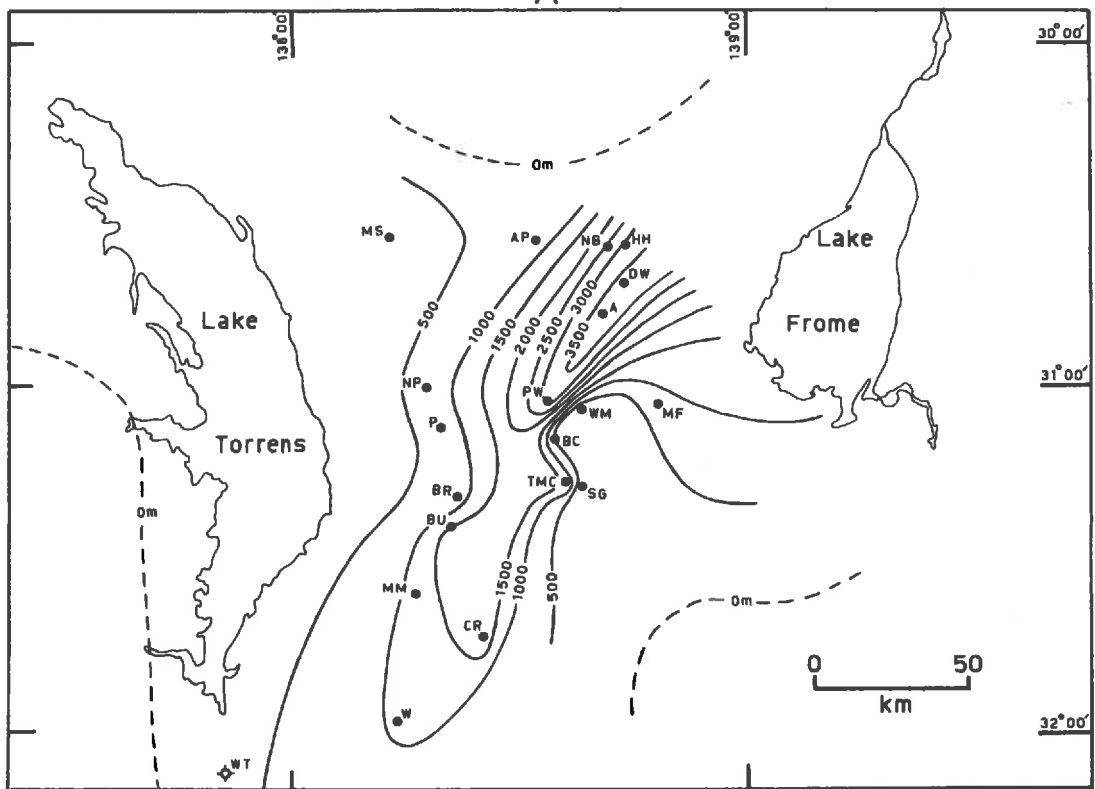 A
138°00'
139°00'
30°00'
0m
MS
AP
NB
HH
Lake
DW
Lake
500
1000
1500
2000
2500
3000
3500
A
Frome
NP
PW
31°00'
WM
MF
P
Torrens
BC
TMC
SG
BR
0m
BU
1500
1000
500
MM
0m
CR
0
50
km
W
32°00'
WT